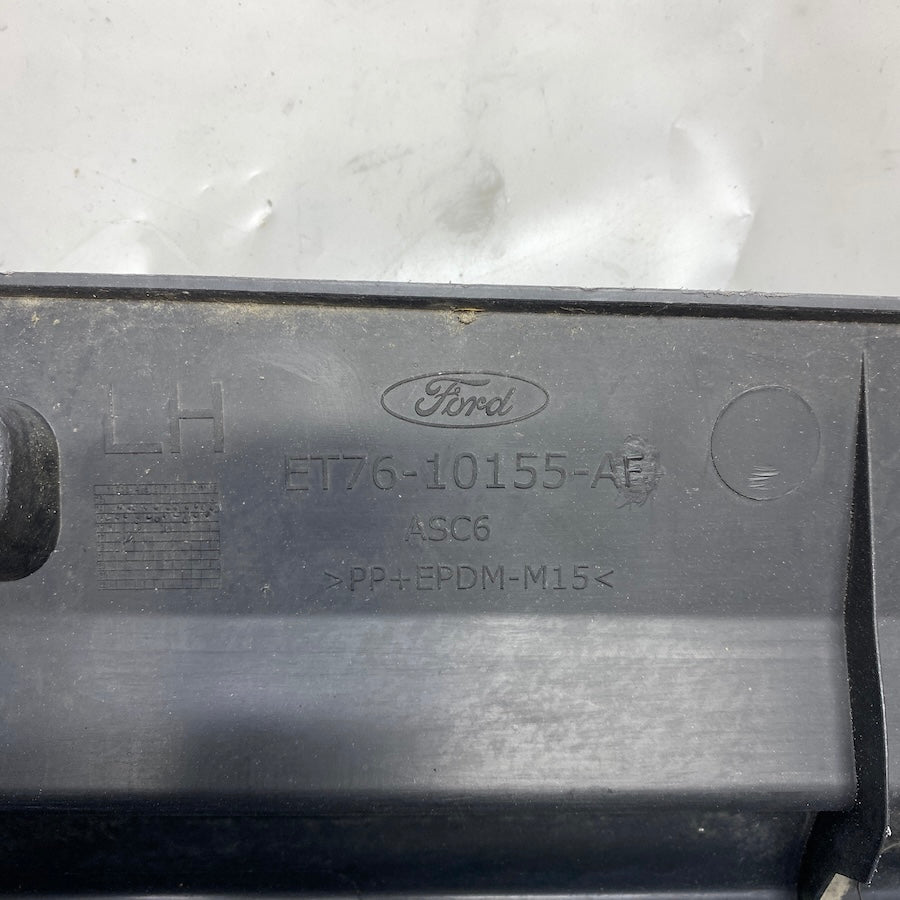 LH
Ford
ET76-10155-AE
ASC6
>PP+EPDM-M15<